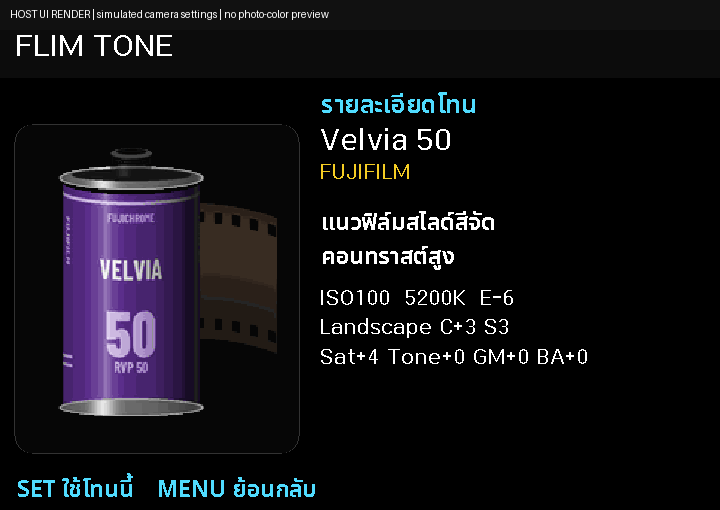 HOST UI RENDER | simulated camera settings | no photo-color preview
FLIM TONE
รายละเอียดโทน
Velvia 50
FUJIFILM
แนวฟิล์มสไลด์สีจัด
คอนทราสต์สูง
ISO100 5200K E-6
Landscape C+3 S3
Sat+4 Tone+0 GM+0 BA+0
FUJICHROME
VELVIA
50
RVP 50
SET ใช้โทนนี้ MENU ย้อนกลับ